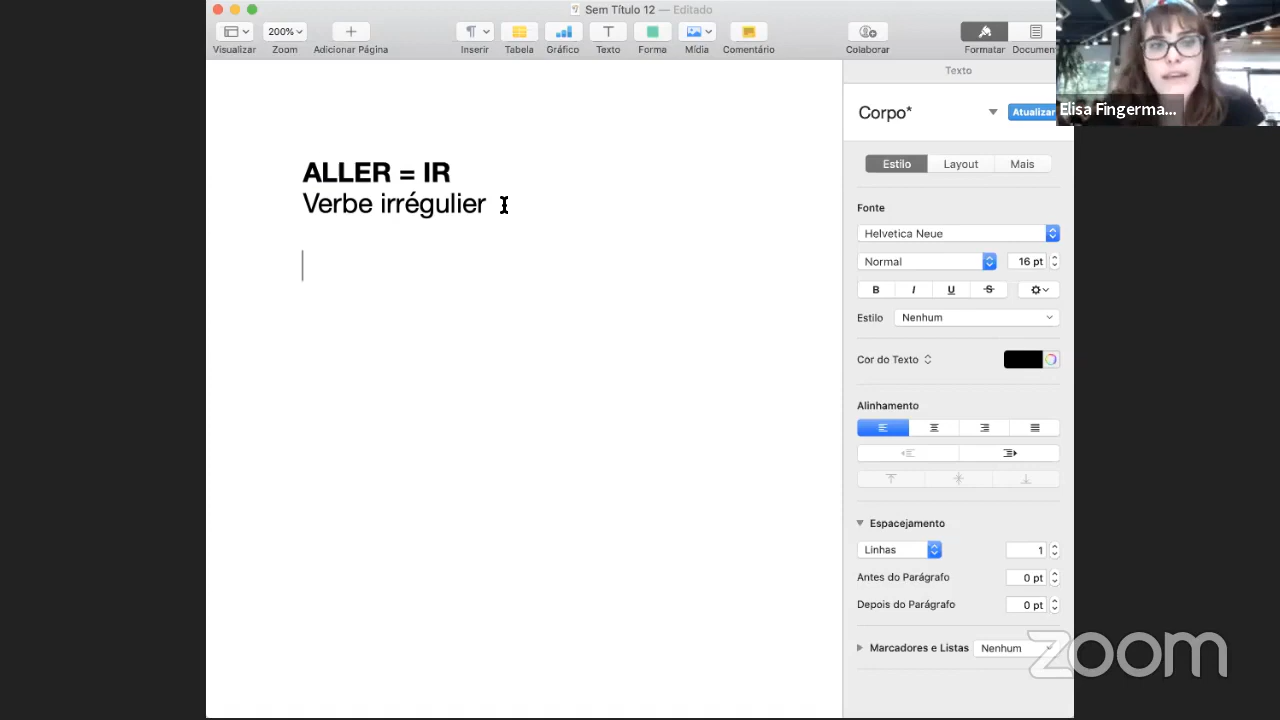 Sem Título 12 — Editado
200%
Visualizar Zoom Adicionar Página Inserir Tabela Gráfico Texto Forma Mídia Comentário Colaborar Formatar Documen
Elisa Fingerma...
Texto
Corpo* Atualizar
Estilo Layout Mais
ALLER = IR
Verbe irrégulier
Fonte
Helvetica Neue
Normal 16 pt
B I U S
Estilo Nenhum
Cor do Texto
Alinhamento
Espacejamento
Linhas 1
Antes do Parágrafo 0 pt
Depois do Parágrafo 0 pt
Marcadores e Listas Nenhum
zoom